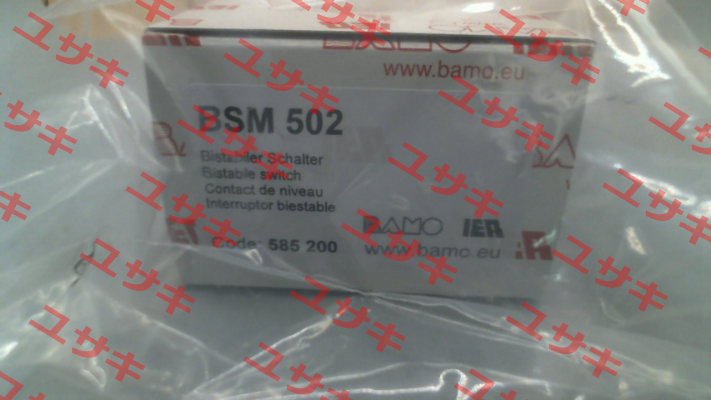 BAMO
www.bamo.eu
BSM 502
Bistabiler Schalter
Bistable switch
Contact de niveau
Interruptor biestable
BAMO IER
Code: 585 200
www.bamo.eu
ユサキ